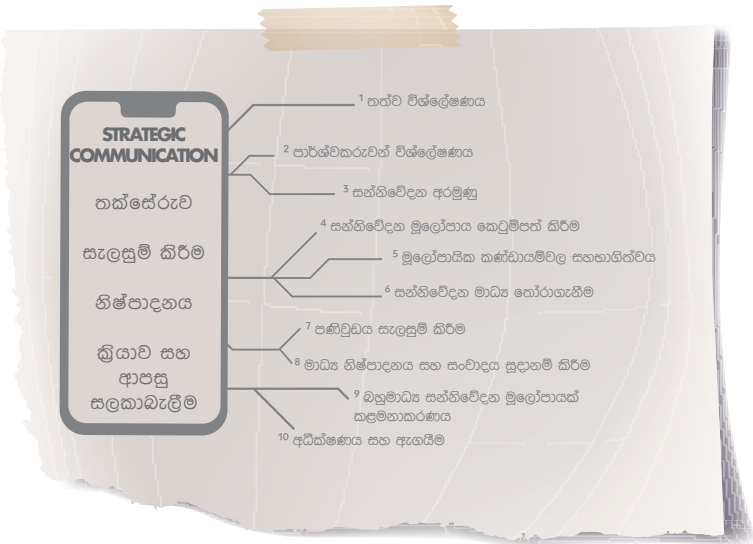 STRATEGIC
COMMUNICATION
තක්සේරුව
සැලසුම් කිරීම
නිෂ්පාදනය
ක්‍රියාව සහ
ආපසු
සලකාබැලීම
1 තත්ව විශ්ලේෂණය
2 පාර්ශ්වකරුවන් විශ්ලේෂණය
3 සන්නිවේදන අරමුණු
4 සන්නිවේදන මූලෝපාය කෙටුම්පත් කිරීම
5 මූලෝපායික කණ්ඩායම්වල සහභාගිත්වය
6 සන්නිවේදන මාධ්‍ය තෝරාගැනීම
7 පණිවුඩය සැලසුම් කිරීම
8 මාධ්‍ය නිෂ්පාදනය සහ සංවාදය සූදානම් කිරීම
9 බහුමාධ්‍ය සන්නිවේදන මූලෝපායක්
කළමනාකරණය
10 අධීක්ෂණය සහ ඇගයීම